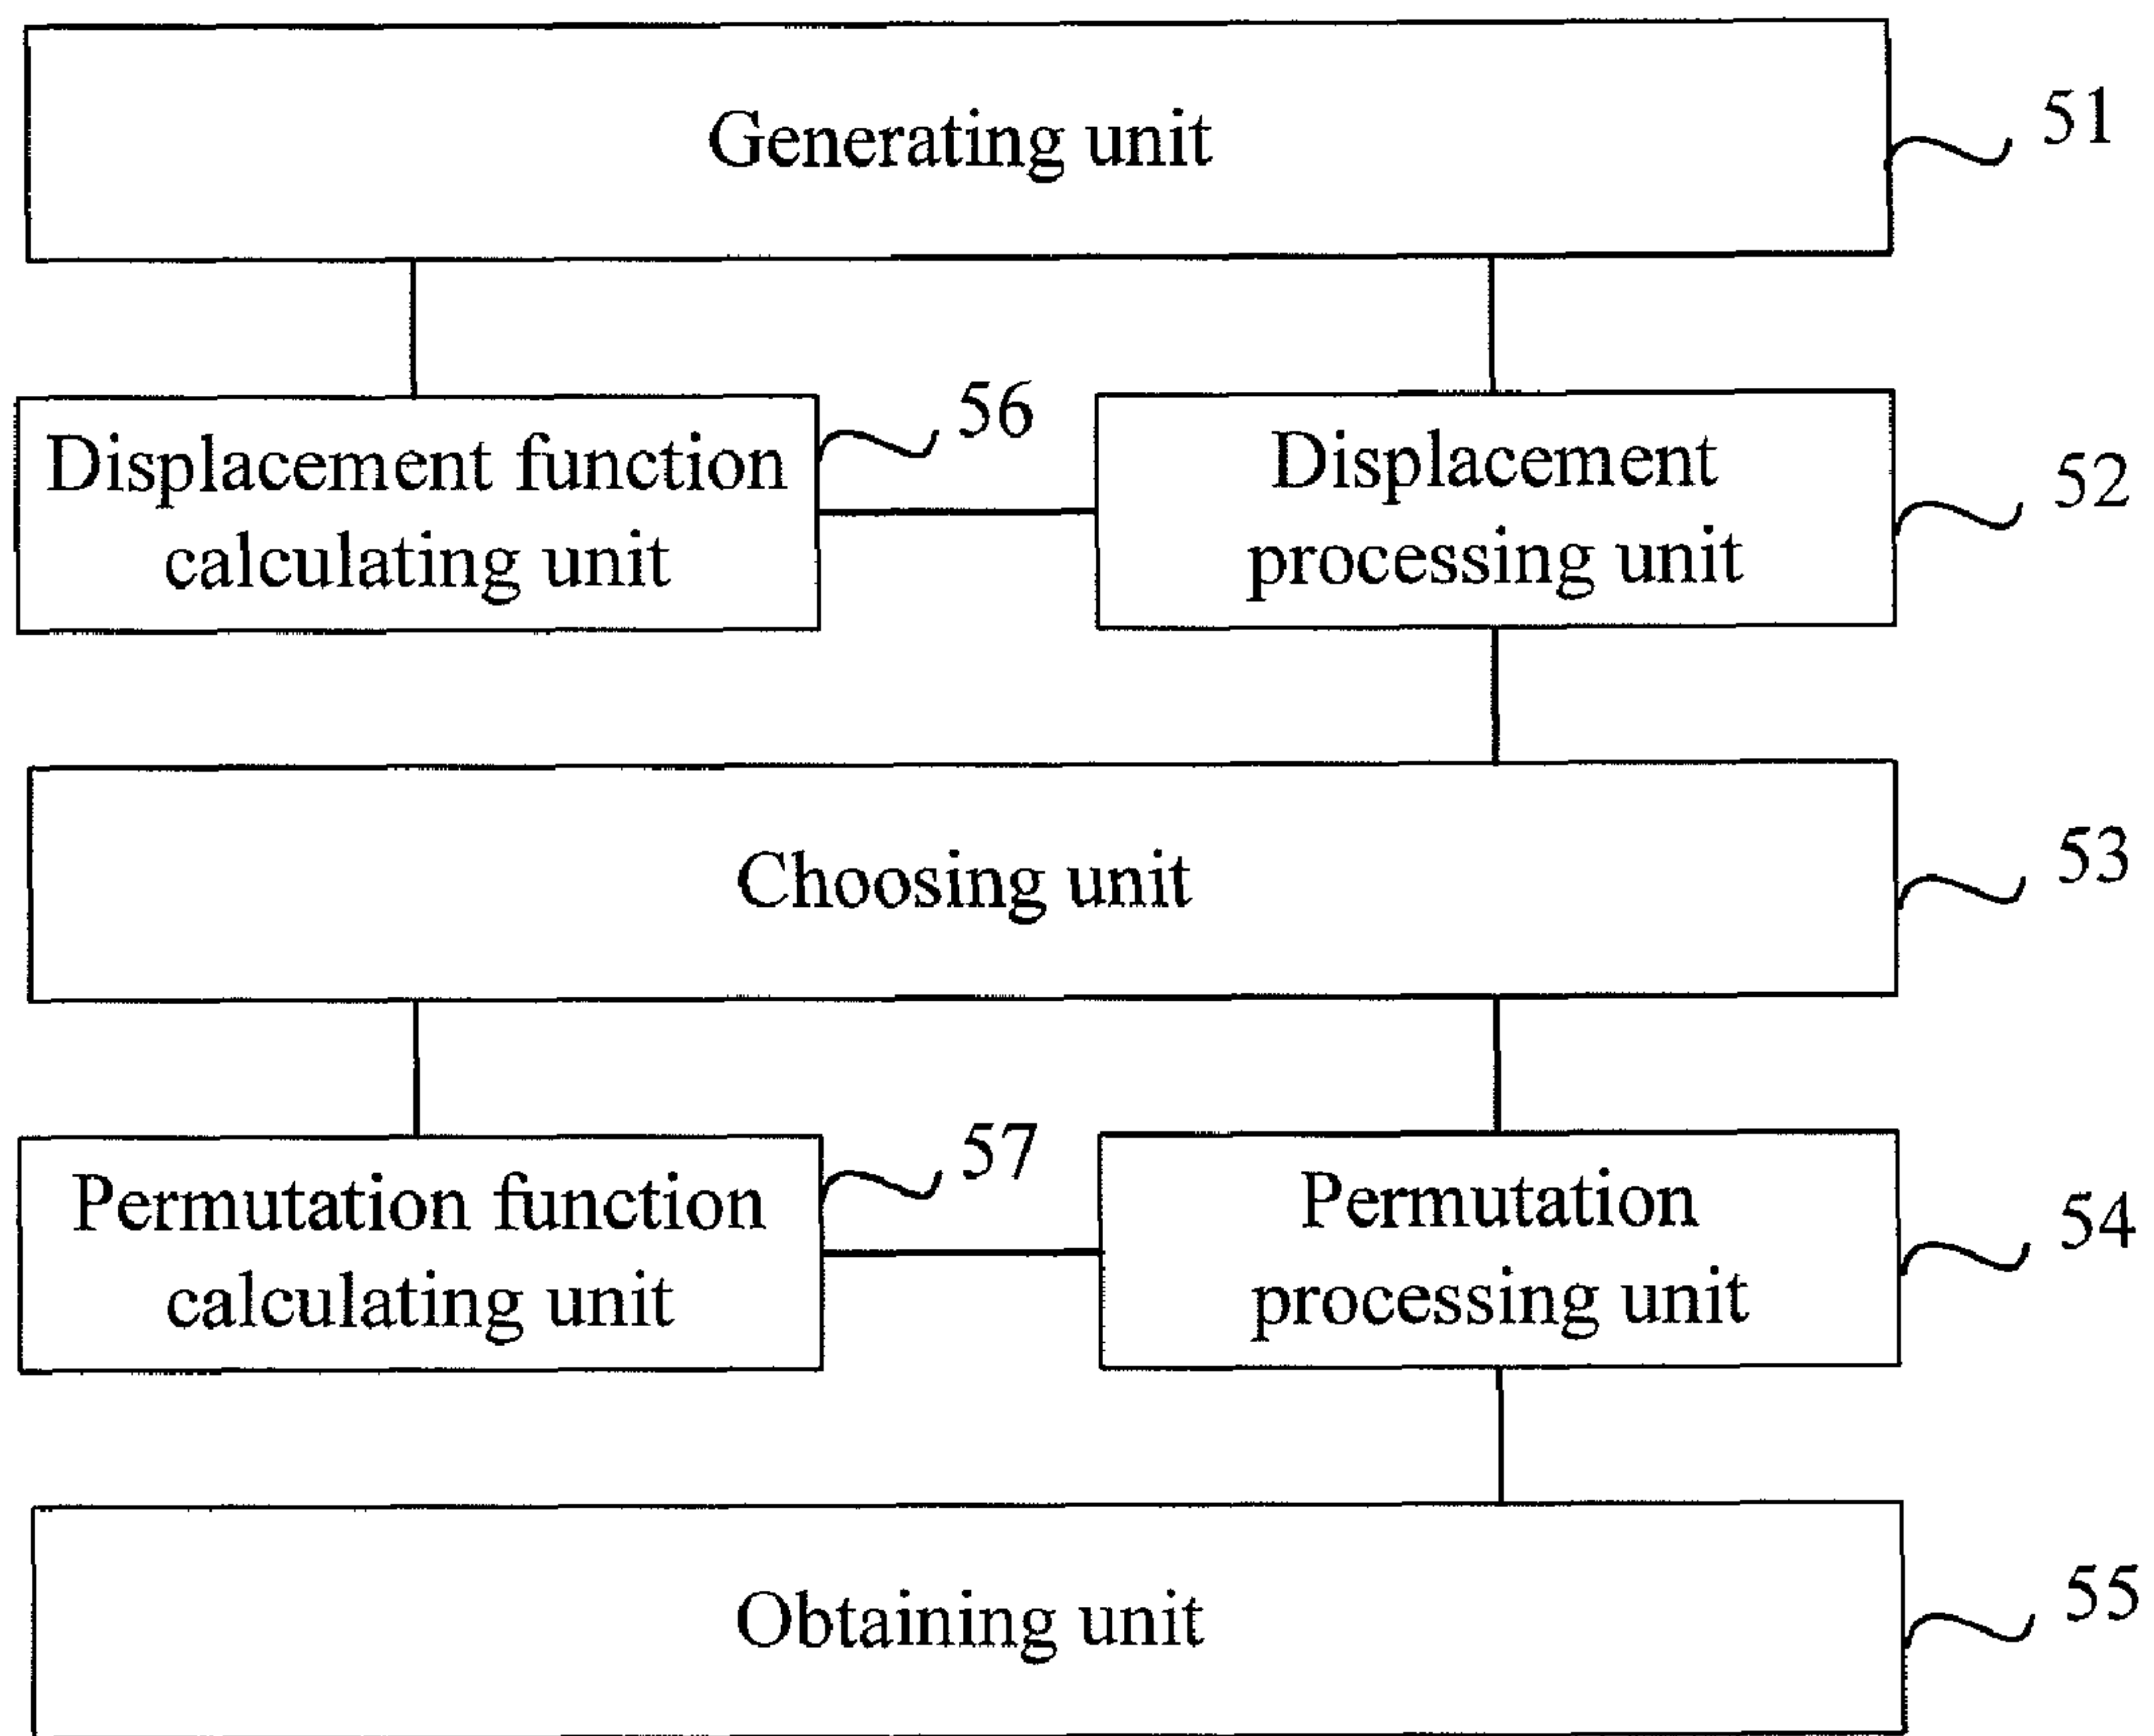 Generating unit
51
Displacement function
calculating unit
56
Displacement
processing unit
52
Choosing unit
53
Permutation function
calculating unit
57
Permutation
processing unit
54
Obtaining unit
55